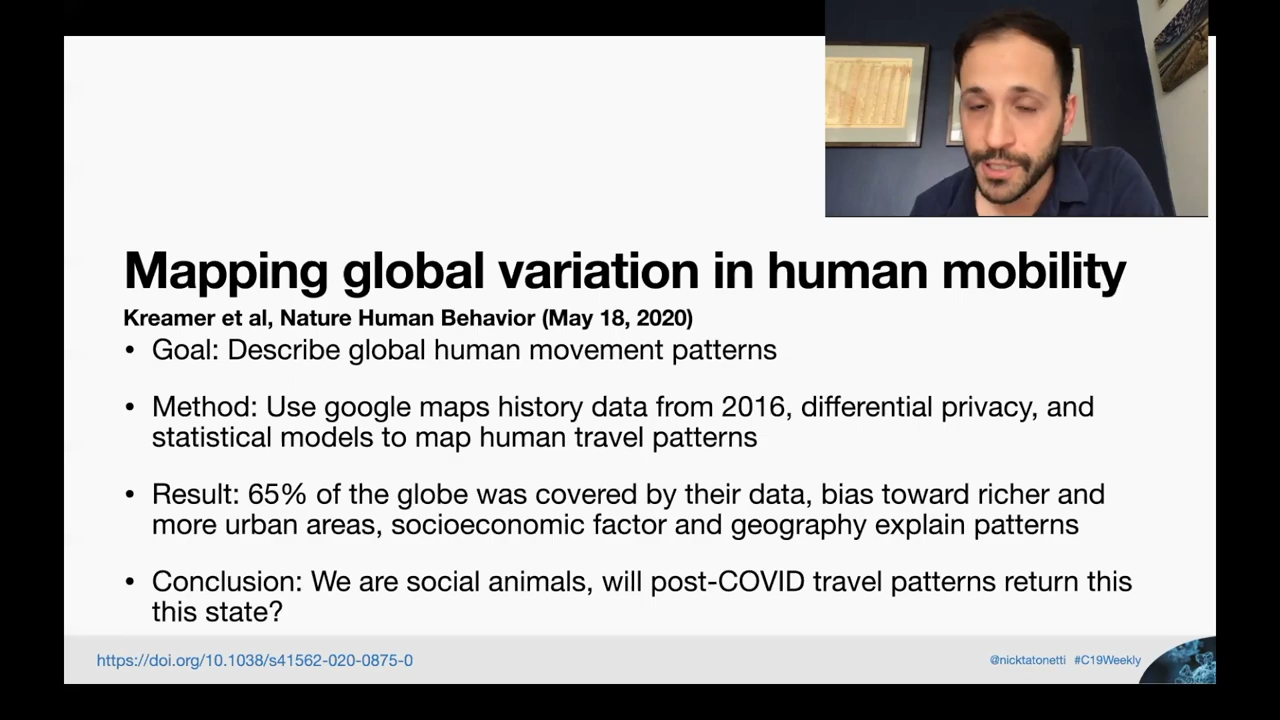 Mapping global variation in human mobility
Kreamer et al, Nature Human Behavior (May 18, 2020)
• Goal: Describe global human movement patterns
• Method: Use google maps history data from 2016, differential privacy, and
statistical models to map human travel patterns
• Result: 65% of the globe was covered by their data, bias toward richer and
more urban areas, socioeconomic factor and geography explain patterns
• Conclusion: We are social animals, will post-COVID travel patterns return this
this state?
https://doi.org/10.1038/s41562-020-0875-0
@nicktatonetti #C19Weekly